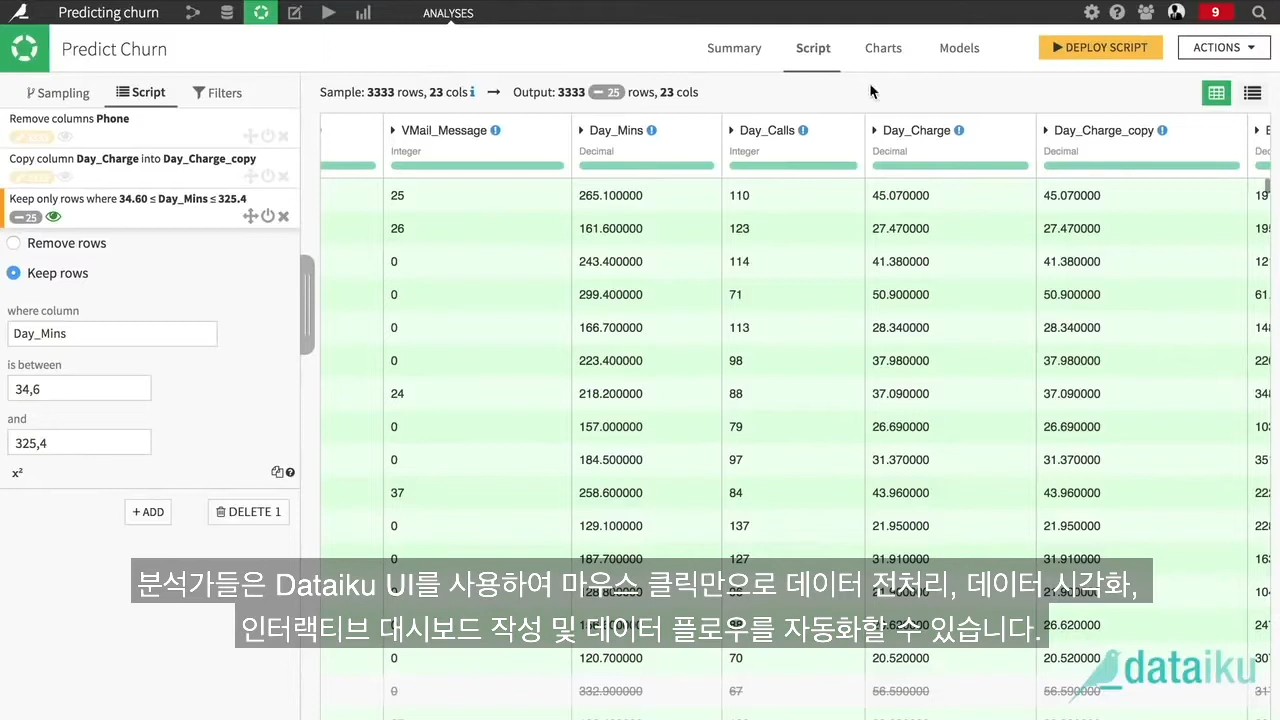 Predicting churn
ANALYSES
9
Predict Churn
Summary
Script
Charts
Models
DEPLOY SCRIPT
ACTIONS
Sampling
Script
Filters
Sample: 3333 rows, 23 cols → Output: 3333 − 25 rows, 23 cols
Remove columns Phone
Copy column Day_Charge into Day_Charge_copy
Keep only rows where 34.60 ≤ Day_Mins ≤ 325.4
− 25
Remove rows
Keep rows
where column
Day_Mins
is between
34,6
and
325,4
x²
+ ADD
DELETE 1
VMail_Message Day_Mins Day_Calls Day_Charge Day_Charge_copy
Integer Decimal Integer Decimal Decimal
25 265.100000 110 45.070000 45.070000
26 161.600000 123 27.470000 27.470000
0 243.400000 114 41.380000 41.380000
0 299.400000 71 50.900000 50.900000 61.
0 166.700000 113 28.340000 28.340000
0 223.400000 98 37.980000 37.980000
24 218.200000 88 37.090000 37.090000
0 157.000000 79 26.690000 26.690000
0 184.500000 97 31.370000 31.370000
37 258.600000 84 43.960000 43.960000
0 129.100000 137 21.950000 21.950000
0 187.700000 127 31.910000 31.910000
분석가들은 Dataiku UI를 사용하여 마우스 클릭만으로 데이터 전처리, 데이터 시각화,
인터랙티브 대시보드 작성 및 데이터 플로우를 자동화할 수 있습니다.
0 120.700000 70 20.520000 20.520000
0 332.900000 67 56.590000 56.590000
dataiku